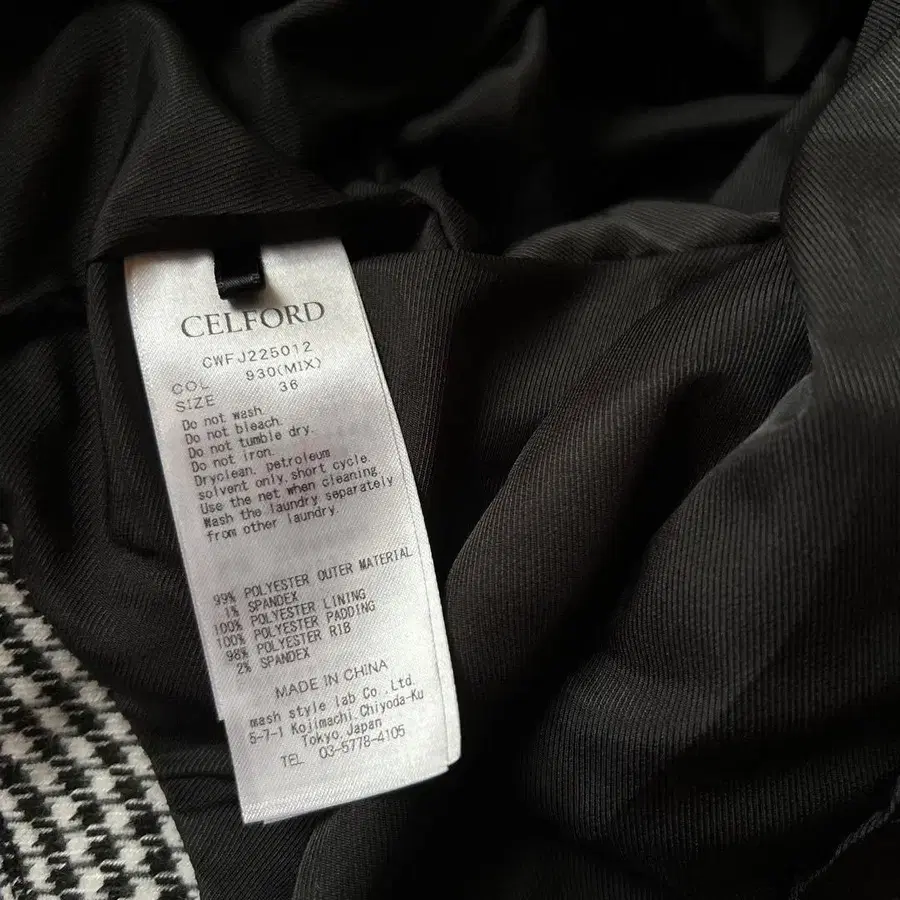 CELFORD
CWFJ225012
COL 930(MIX)
SIZE 36
Do not wash.
Do not bleach.
Do not tumble dry.
Do not iron.
Dryclean, petroleum
solvent only,short cycle.
Use the net when cleaning.
Wash the laundry separately
from other laundry.
99% POLYESTER OUTER MATERIAL
1% SPANDEX
100% POLYESTER LINING
100% POLYESTER PADDING
98% POLYESTER RIB
2% SPANDEX
MADE IN CHINA
mash style lab Co.,Ltd.
5-7-1 Kojimachi,Chiyoda-Ku
Tokyo,Japan
TEL 03-5778-4105